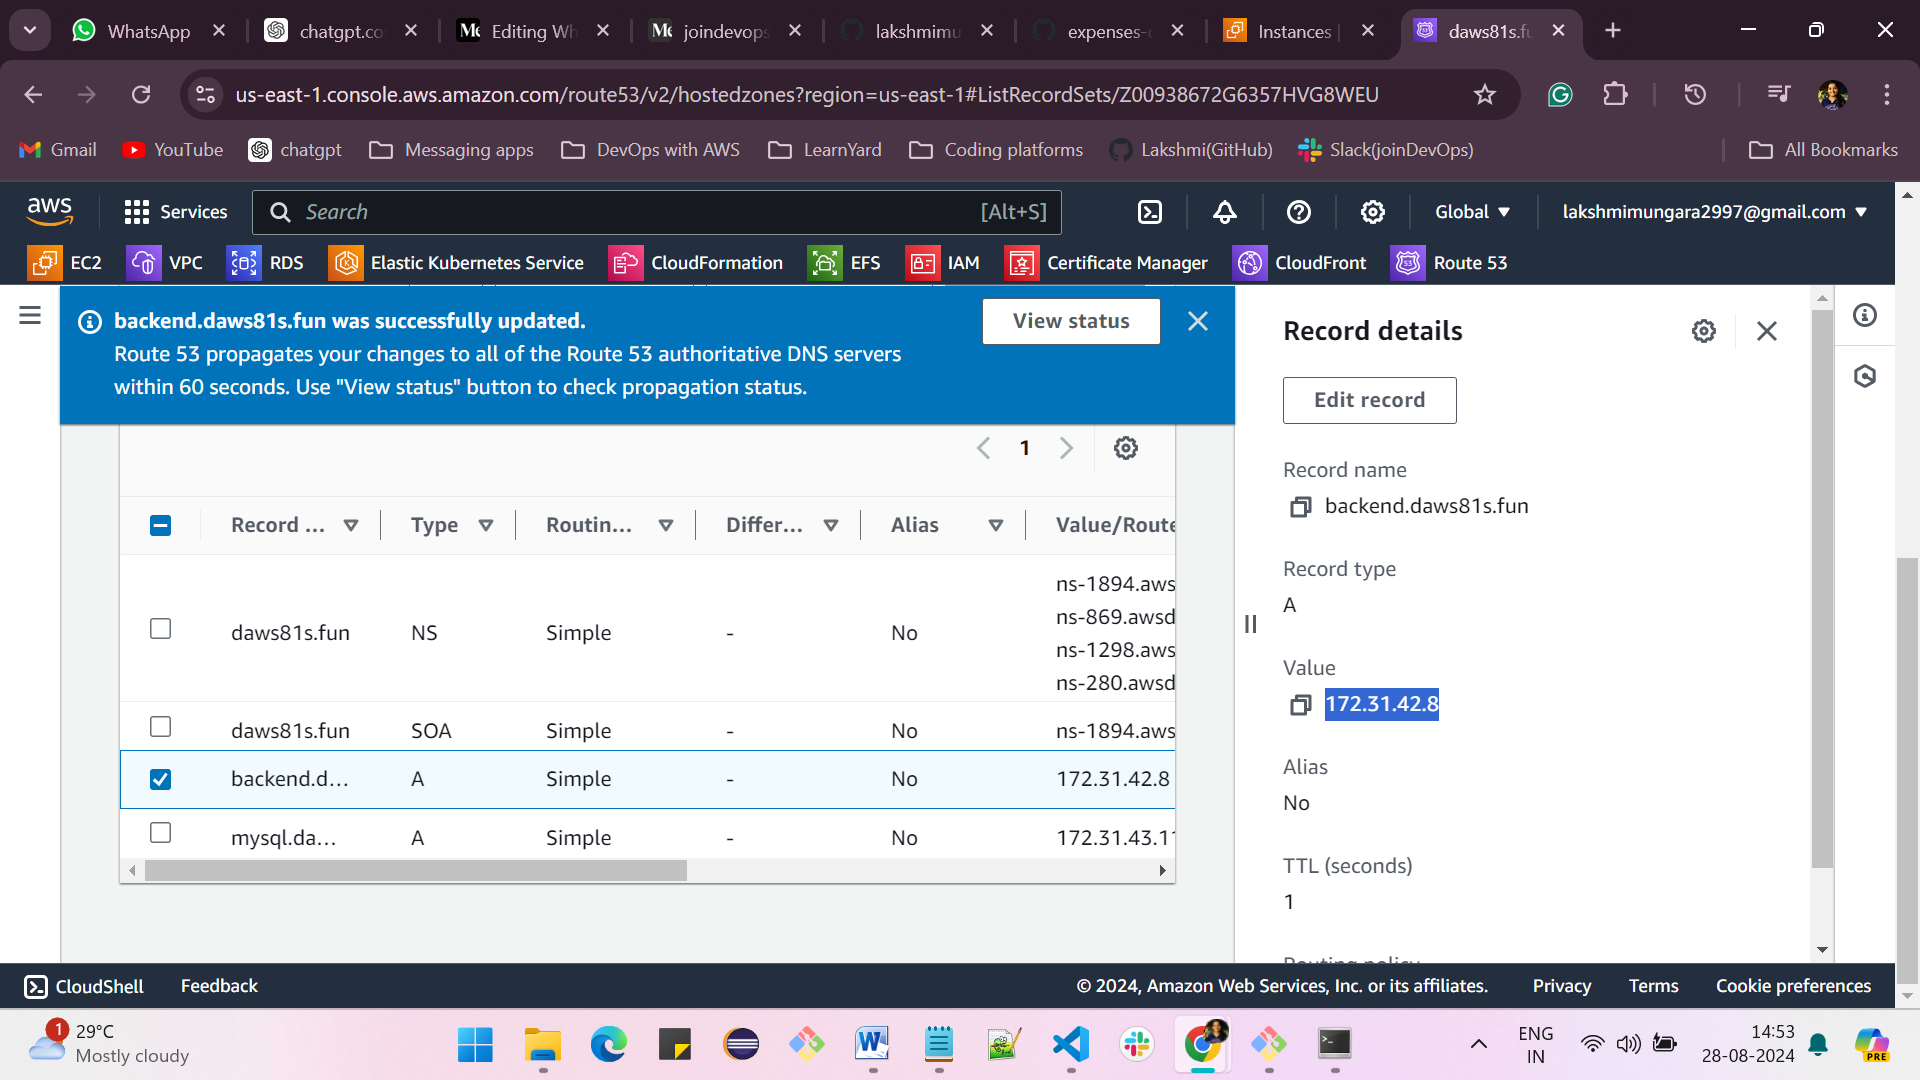 WhatsApp
chatgpt.co
Editing Wh
joindevops
lakshmimu
expenses-
Instances |
daws81s.fu
us-east-1.console.aws.amazon.com/route53/v2/hostedzones?region=us-east-1#ListRecordSets/Z00938672G6357HVG8WEU
Gmail
YouTube
chatgpt
Messaging apps
DevOps with AWS
LearnYard
Coding platforms
Lakshmi(GitHub)
Slack(joinDevOps)
All Bookmarks
aws
Services
Search
[Alt+S]
Global
lakshmimungara2997@gmail.com
EC2
VPC
RDS
Elastic Kubernetes Service
CloudFormation
EFS
IAM
Certificate Manager
CloudFront
Route 53
backend.daws81s.fun was successfully updated.
Route 53 propagates your changes to all of the Route 53 authoritative DNS servers
within 60 seconds. Use "View status" button to check propagation status.
View status
1
Record ...
Type
Routin...
Differ...
Alias
Value/Route
daws81s.fun
NS
Simple
-
No
ns-1894.aws
ns-869.awsd
ns-1298.aws
ns-280.awsd
daws81s.fun
SOA
Simple
-
No
ns-1894.aws
backend.d...
A
Simple
-
No
172.31.42.8
mysql.da...
A
Simple
-
No
172.31.43.1
Record details
Edit record
Record name
backend.daws81s.fun
Record type
A
Value
172.31.42.8
Alias
No
TTL (seconds)
1
Routing policy
CloudShell
Feedback
© 2024, Amazon Web Services, Inc. or its affiliates.
Privacy
Terms
Cookie preferences
1
29°C
Mostly cloudy
ENG
IN
14:53
28-08-2024
PRE